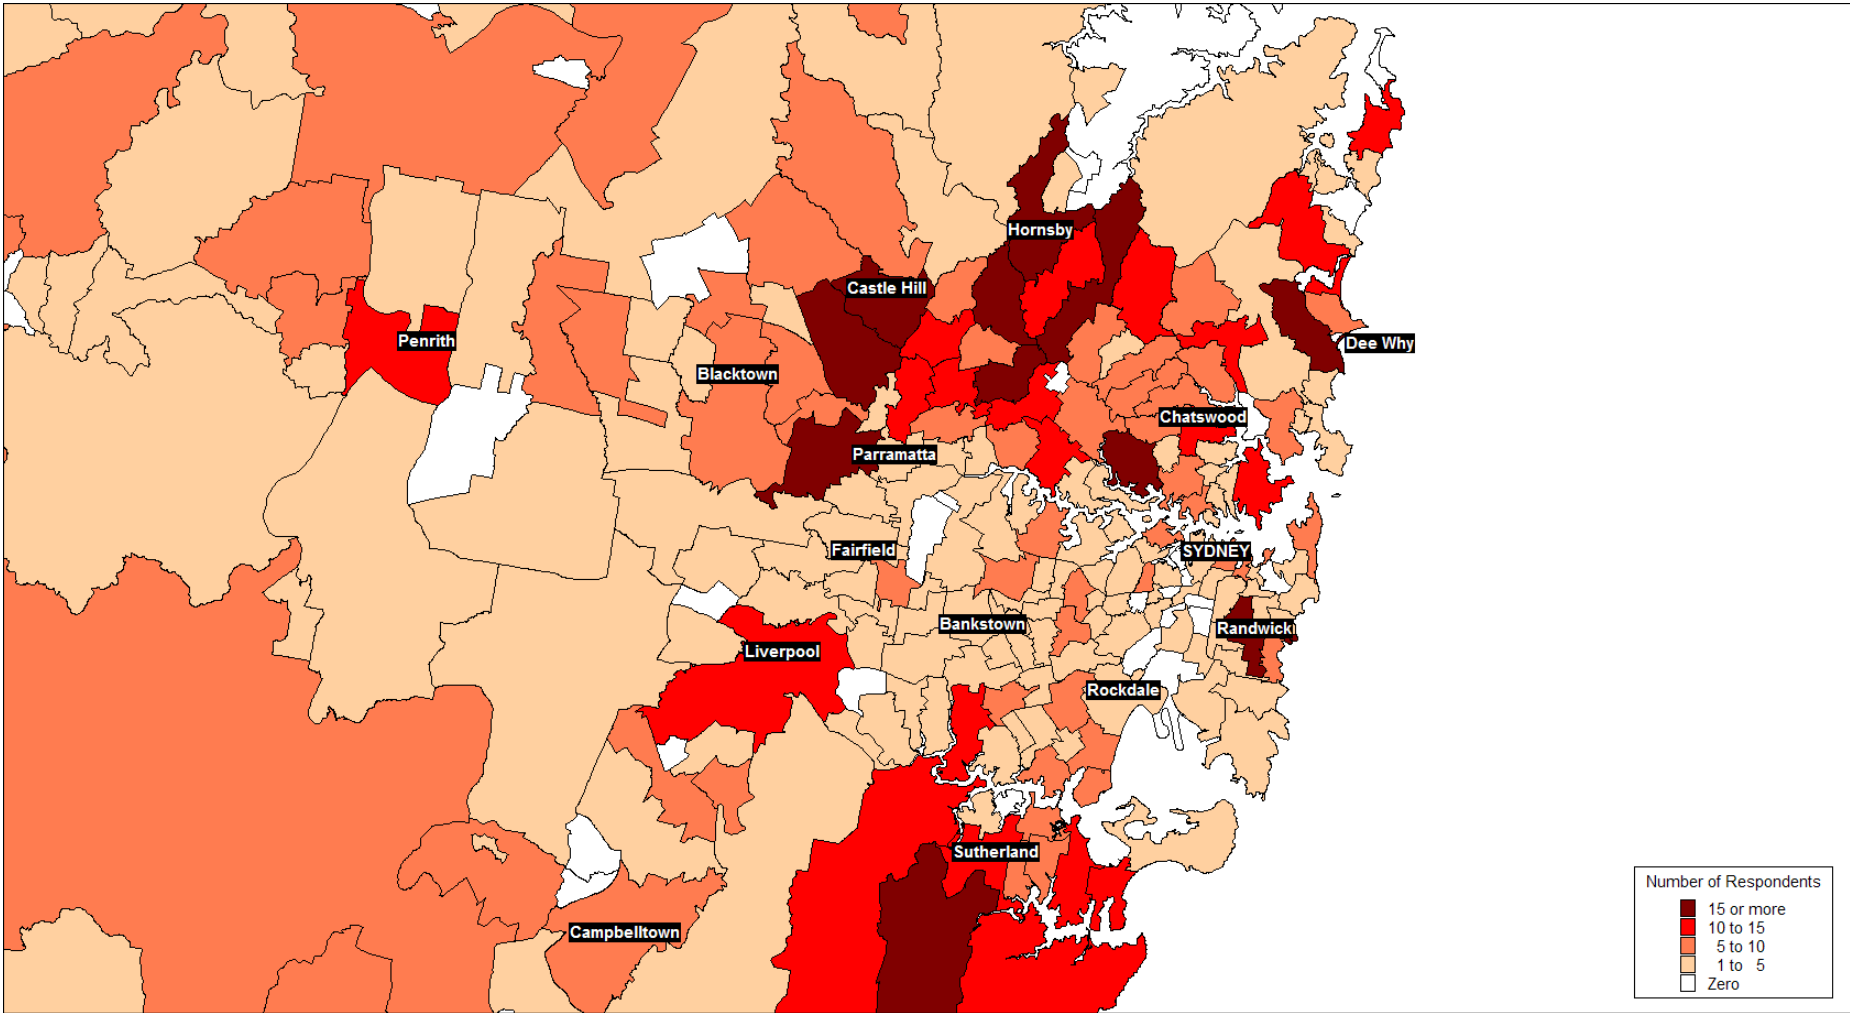 Hornsby
Castle Hill
Penrith
Dee Why
Blacktown
Chatswood
Parramatta
Fairfield
SYDNEY
Bankstown
Randwick
Liverpool
Rockdale
Sutherland
Campbelltown
Number of Respondents
15 or more
10 to 15
5 to 10
1 to 5
Zero